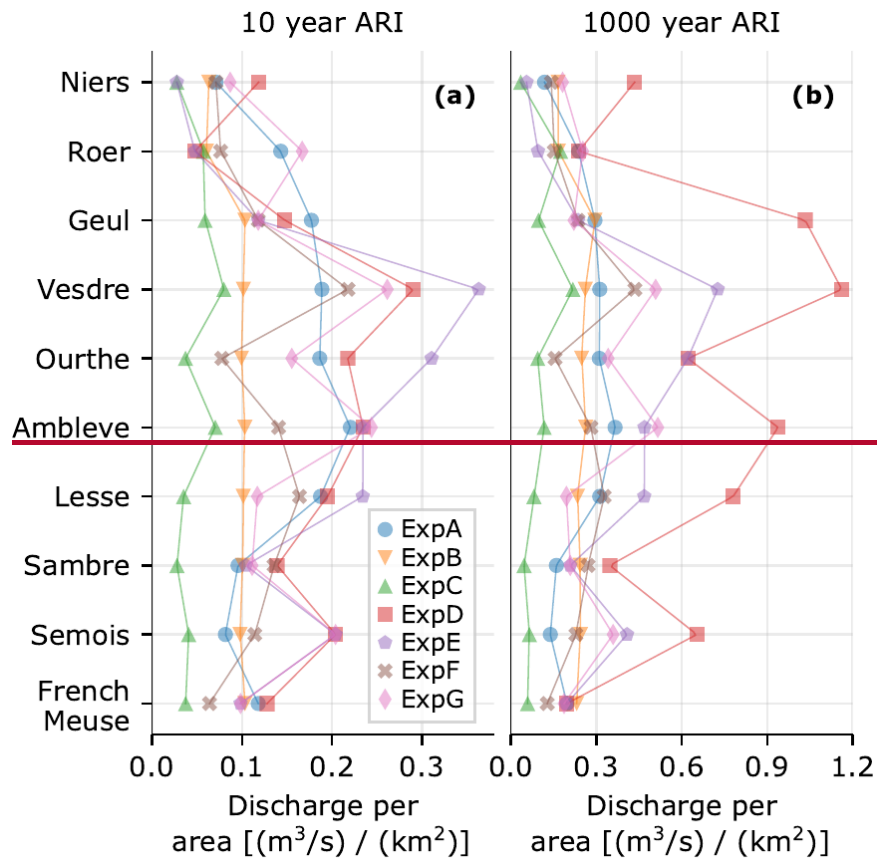 10 year ARI
1000 year ARI
(a)
(b)
Niers
Roer
Geul
Vesdre
Ourthe
Ambleve
Lesse
Sambre
Semois
French
Meuse
ExpA
ExpB
ExpC
ExpD
ExpE
ExpF
ExpG
0.0 0.1 0.2 0.3
0.0 0.3 0.6 0.9 1.2
Discharge per
area [(m³/s) / (km²)]
Discharge per
area [(m³/s) / (km²)]